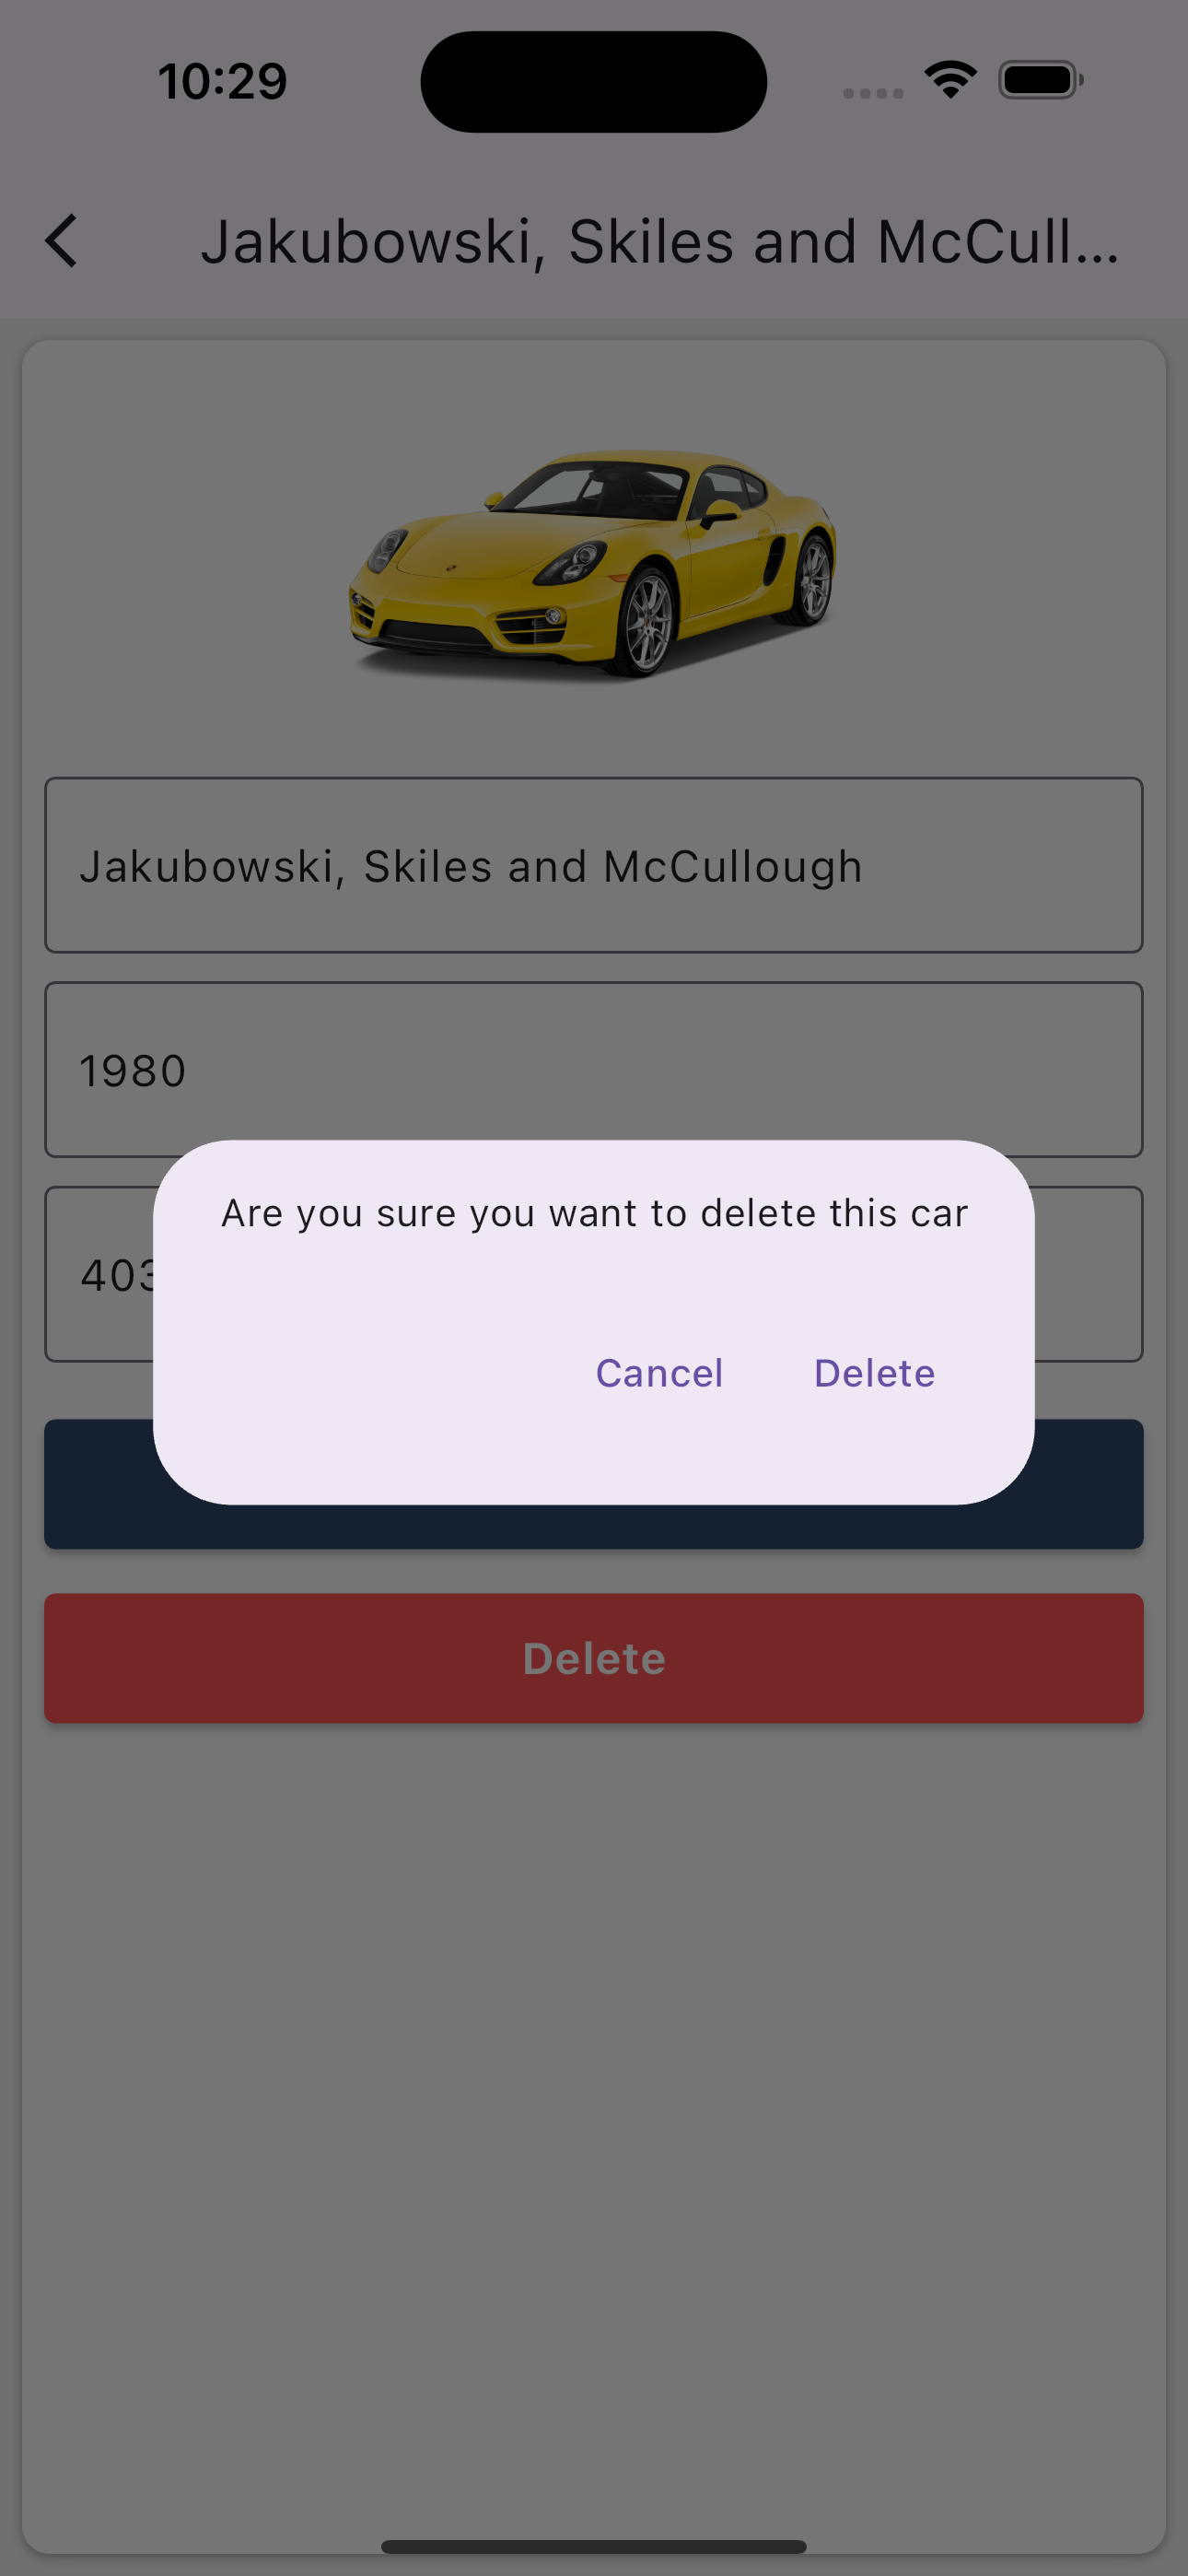 10:29
Jakubowski, Skiles and McCull...
Jakubowski, Skiles and McCullough
1980
Are you sure you want to delete this car
403
Cancel Delete
Delete